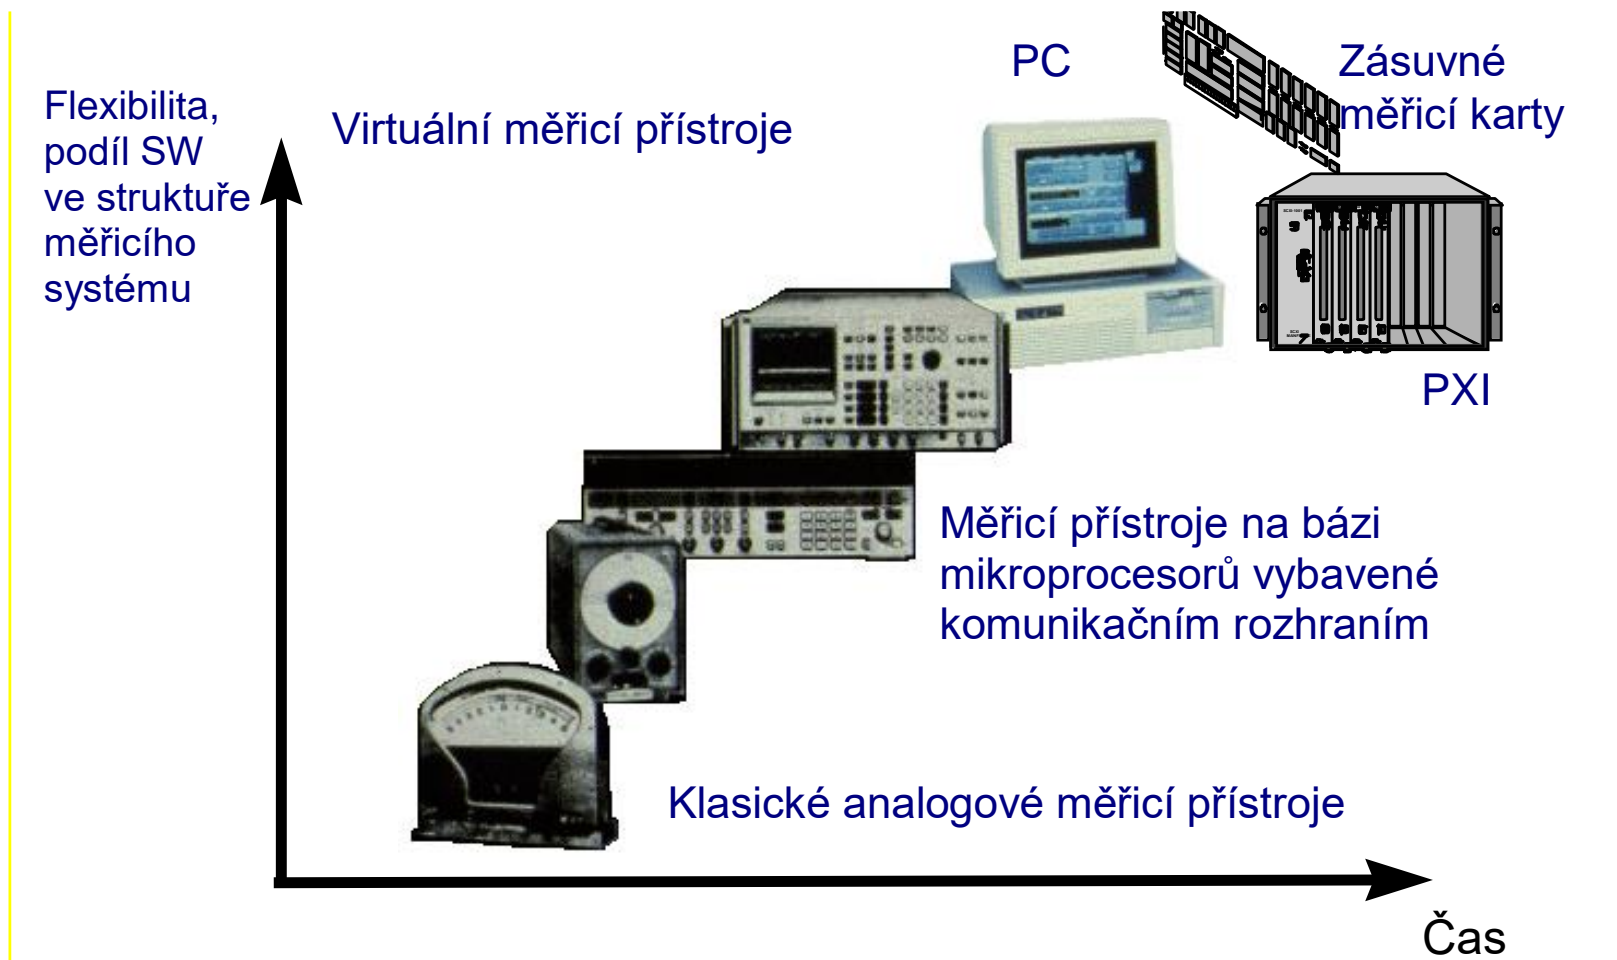 PC
Zásuvné
měřicí karty
Flexibilita,
podíl SW
ve struktuře
měřicího
systému
Virtuální měřicí přístroje
PXI
Měřicí přístroje na bázi
mikroprocesorů vybavené
komunikačním rozhraním
Klasické analogové měřicí přístroje
Čas